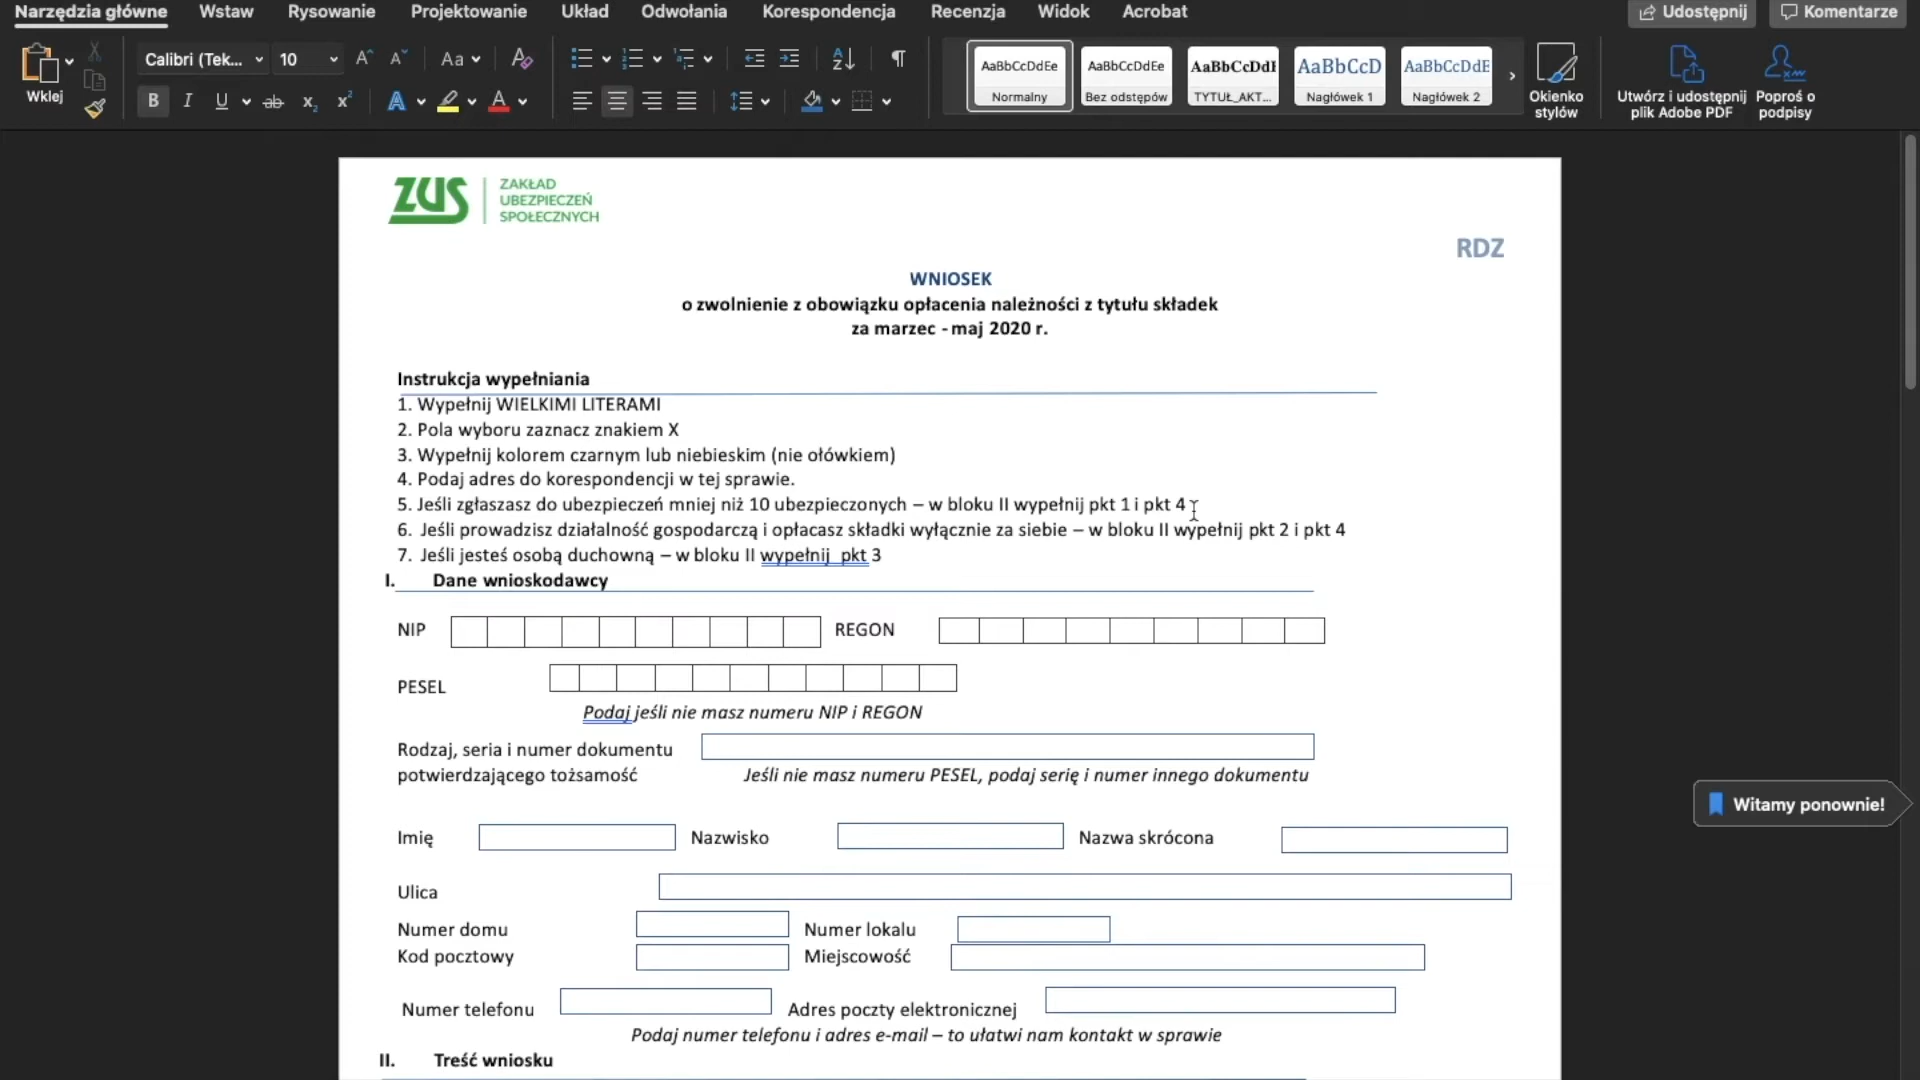 Narzędzia główne Wstaw Rysowanie Projektowanie Układ Odwołania Korespondencja Recenzja Widok Acrobat Udostępnij Komentarze
Wklej
Calibri (Tek... 10
AaBbCcDdEe AaBbCcDdEe AaBbCcDdI AaBbCcD AaBbCcDdE
Normalny Bez odstępów TYTUŁ_AKT... Nagłówek 1 Nagłówek 2
Okienko stylów
Utwórz i udostępnij plik Adobe PDF
Poproś o podpisy
ZUS
ZAKŁAD
UBEZPIECZEŃ
SPOŁECZNYCH
RDZ
WNIOSEK
o zwolnienie z obowiązku opłacenia należności z tytułu składek
za marzec - maj 2020 r.
Instrukcja wypełniania
1. Wypełnij WIELKIMI LITERAMI
2. Pola wyboru zaznacz znakiem X
3. Wypełnij kolorem czarnym lub niebieskim (nie ołówkiem)
4. Podaj adres do korespondencji w tej sprawie.
5. Jeśli zgłaszasz do ubezpieczeń mniej niż 10 ubezpieczonych – w bloku II wypełnij pkt 1 i pkt 4
6. Jeśli prowadzisz działalność gospodarczą i opłacasz składki wyłącznie za siebie – w bloku II wypełnij pkt 2 i pkt 4
7. Jeśli jesteś osobą duchowną – w bloku II wypełnij pkt 3
I. Dane wnioskodawcy
NIP REGON
PESEL
Podaj jeśli nie masz numeru NIP i REGON
Rodzaj, seria i numer dokumentu
potwierdzającego tożsamość Jeśli nie masz numeru PESEL, podaj serię i numer innego dokumentu
Witamy ponownie!
Imię Nazwisko Nazwa skrócona
Ulica
Numer domu Numer lokalu
Kod pocztowy Miejscowość
Numer telefonu Adres poczty elektronicznej
Podaj numer telefonu i adres e-mail – to ułatwi nam kontakt w sprawie
II. Treść wniosku